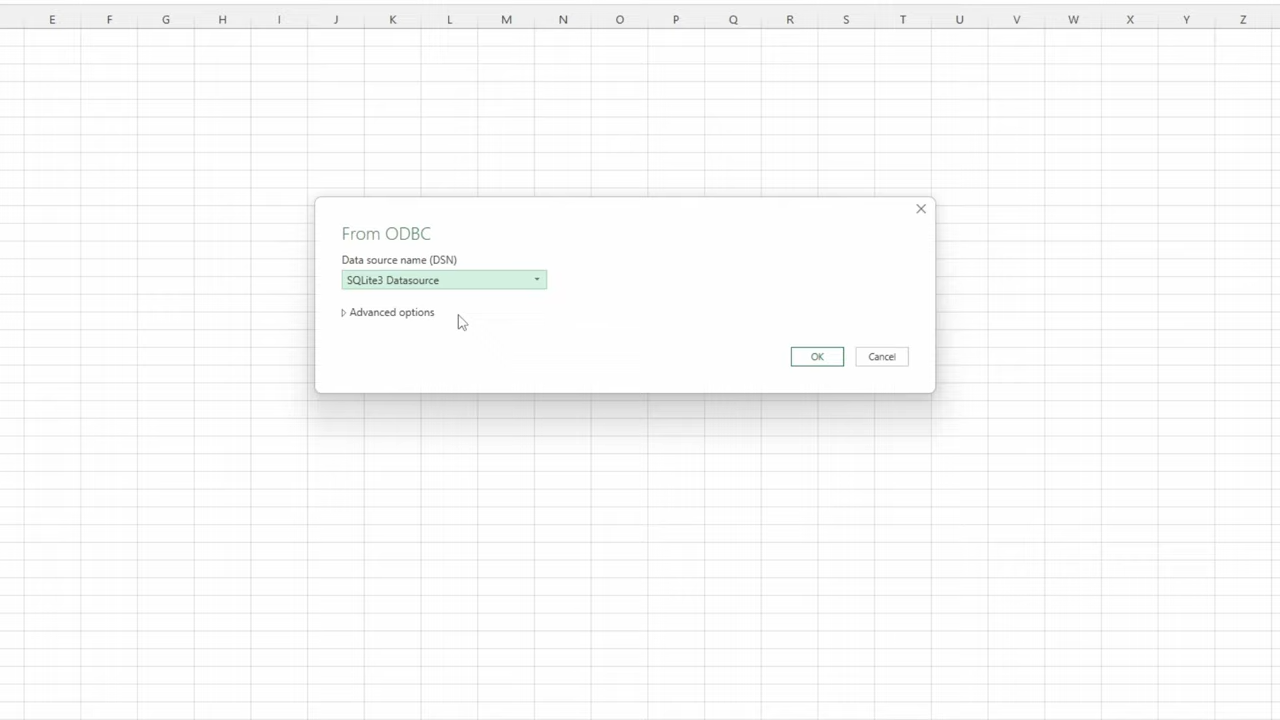 E F G H I J K L M N O P Q R S T U V W X Y Z
From ODBC
Data source name (DSN)
SQLite3 Datasource
Advanced options
OK Cancel